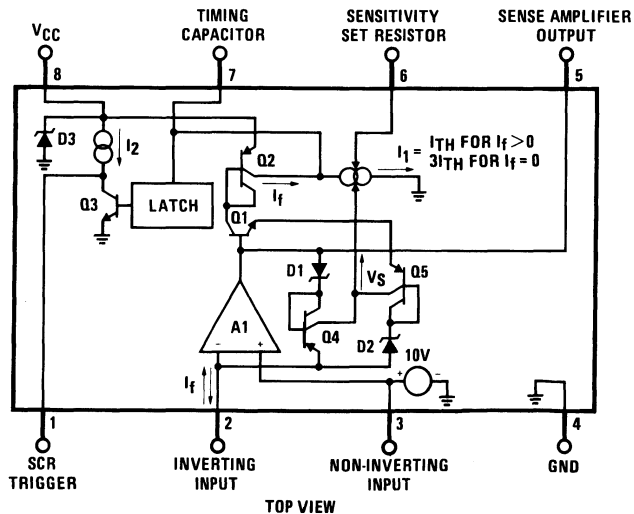 TIMING
CAPACITOR
SENSITIVITY
SET RESISTOR
SENSE AMPLIFIER
OUTPUT
VCC
8
7
6
5
D3
I2
Q2
I1 = ITH FOR If >0
3ITH FOR If = 0
Q3
LATCH
If
Q1
D1
VS
Q5
A1
Q4
D2
10V
- +
+ -
If
1
2
3
4
SCR
TRIGGER
INVERTING
INPUT
NON-INVERTING
INPUT
GND
TOP VIEW